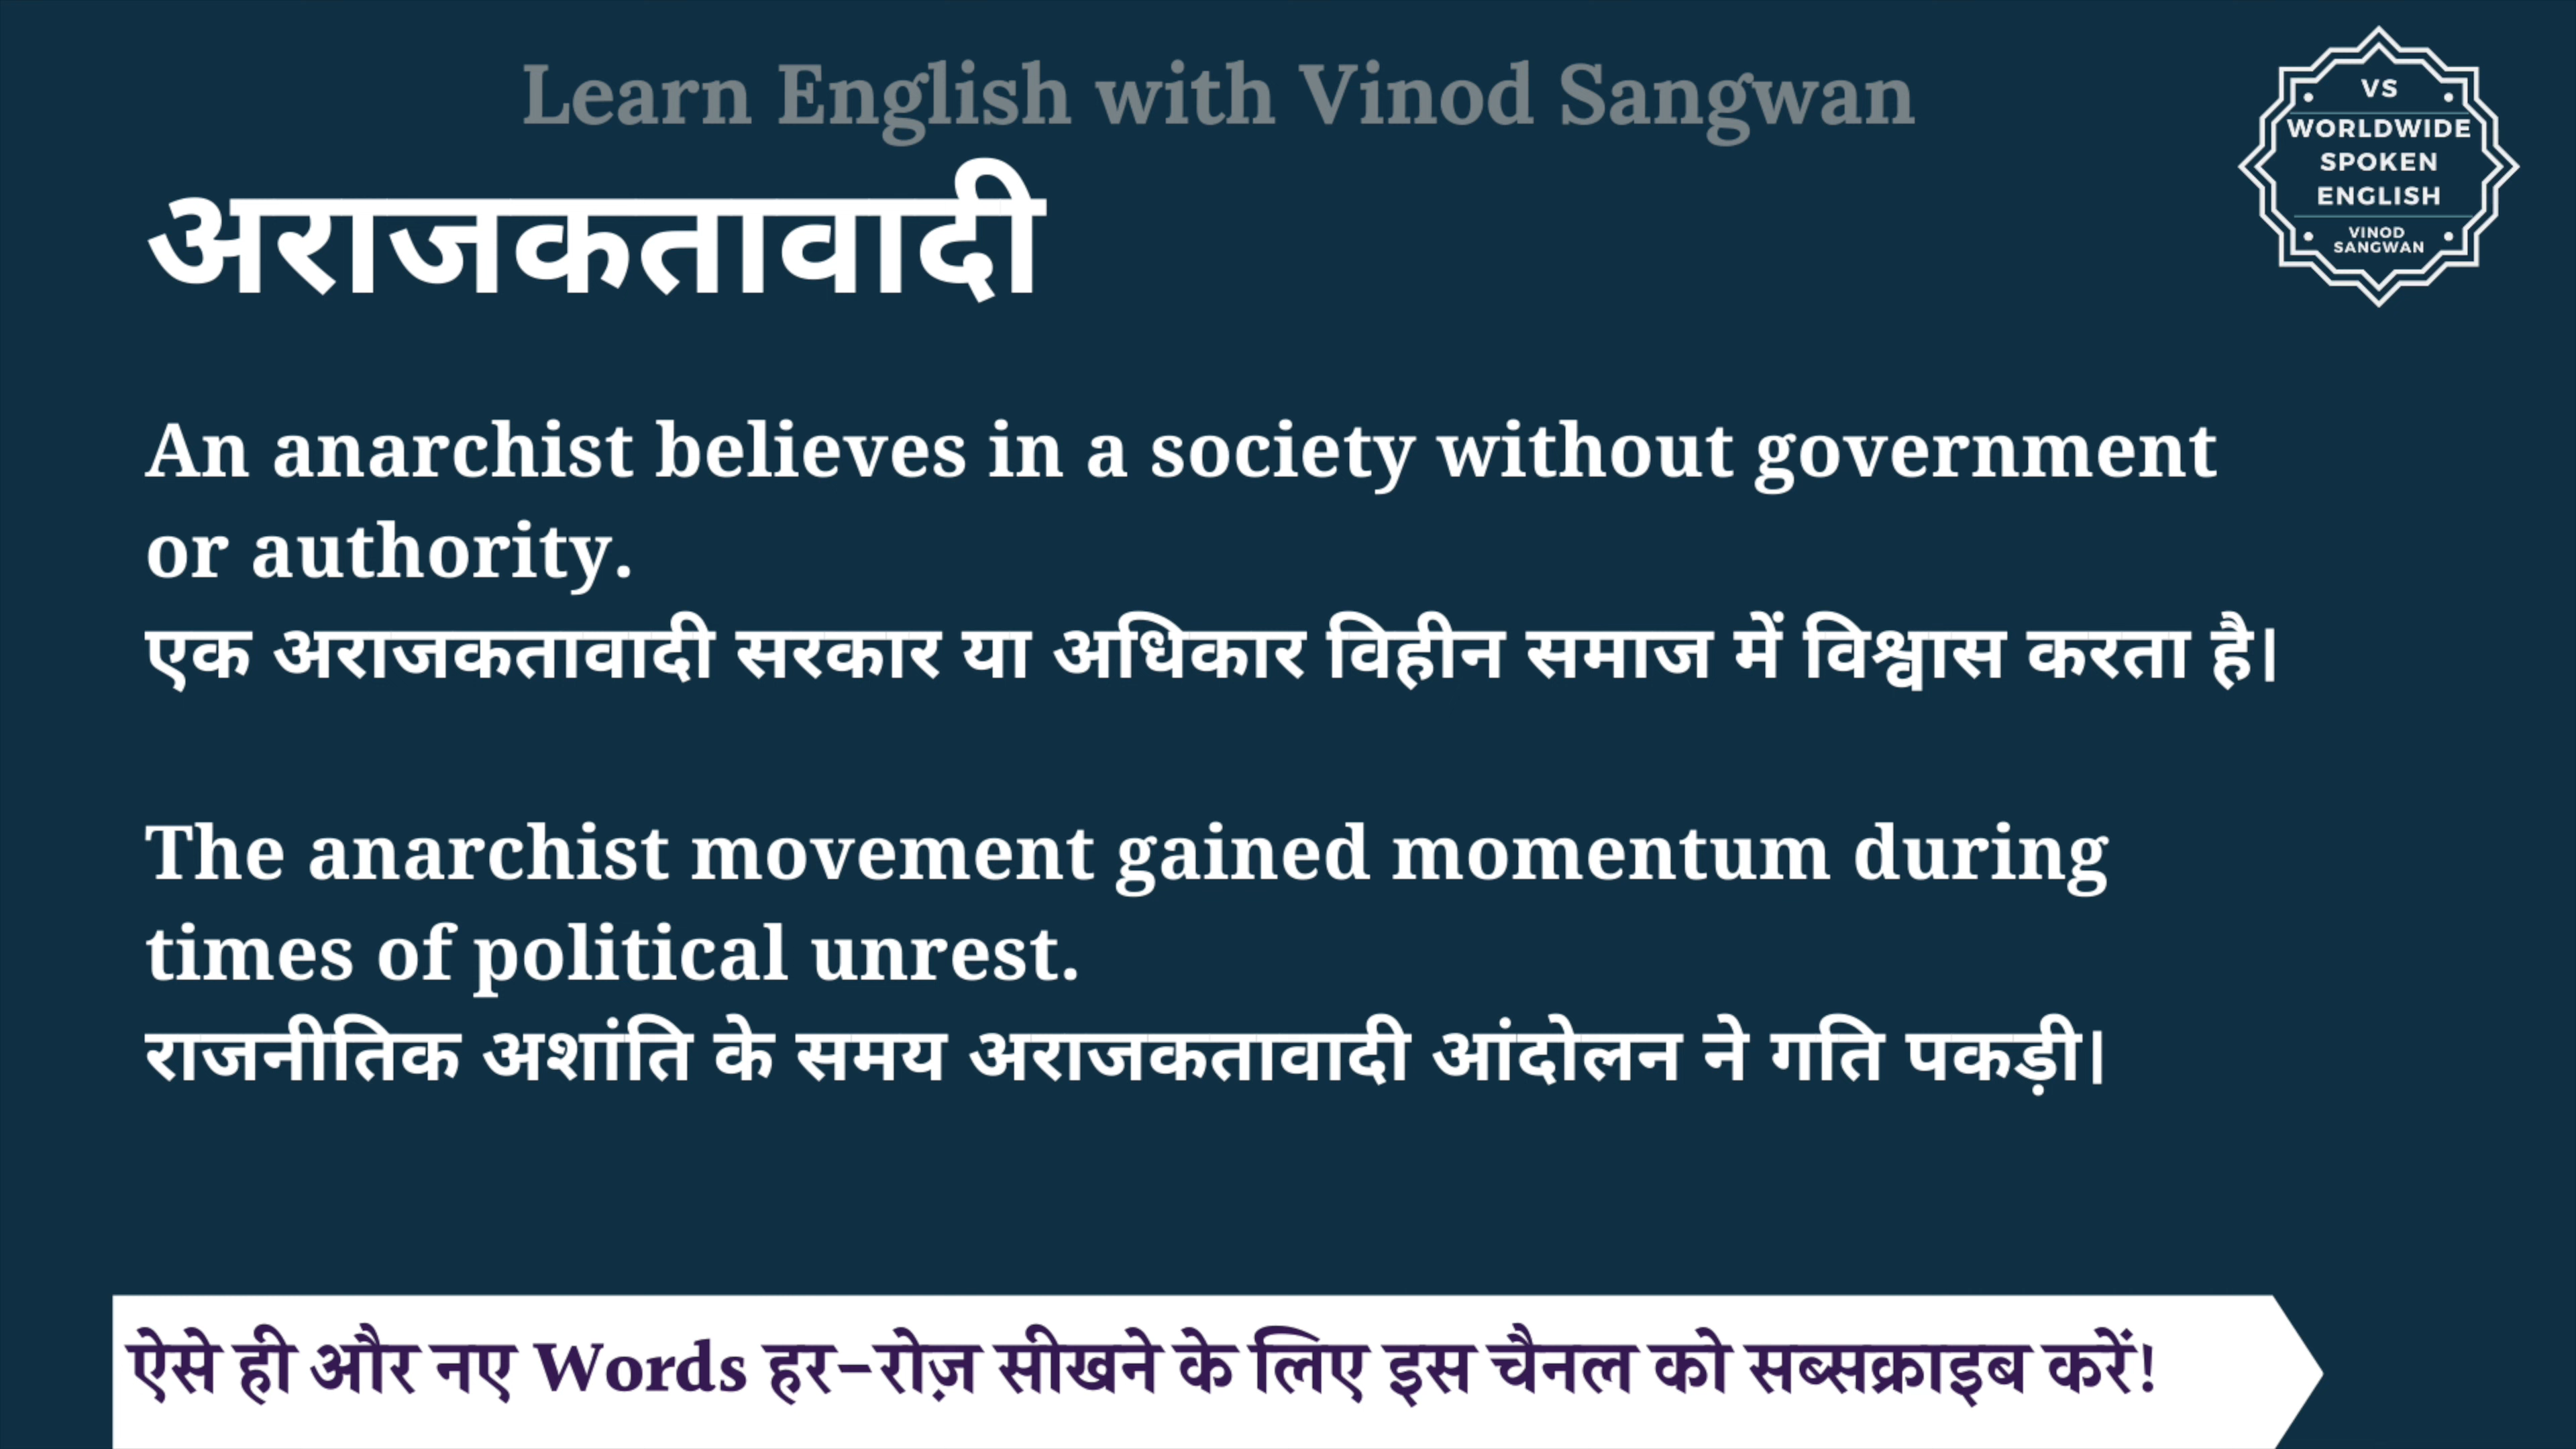 Learn English with Vinod Sangwan
VS
WORLDWIDE
SPOKEN
ENGLISH
VINOD
SANGWAN
अराजकतावादी
An anarchist believes in a society without government
or authority.
एक अराजकतावादी सरकार या अधिकार विहीन समाज में विश्वास करता है।
The anarchist movement gained momentum during
times of political unrest.
राजनीतिक अशांति के समय अराजकतावादी आंदोलन ने गति पकड़ी।
ऐसे ही और नए Words हर-रोज़ सीखने के लिए इस चैनल को सब्सक्राइब करें!